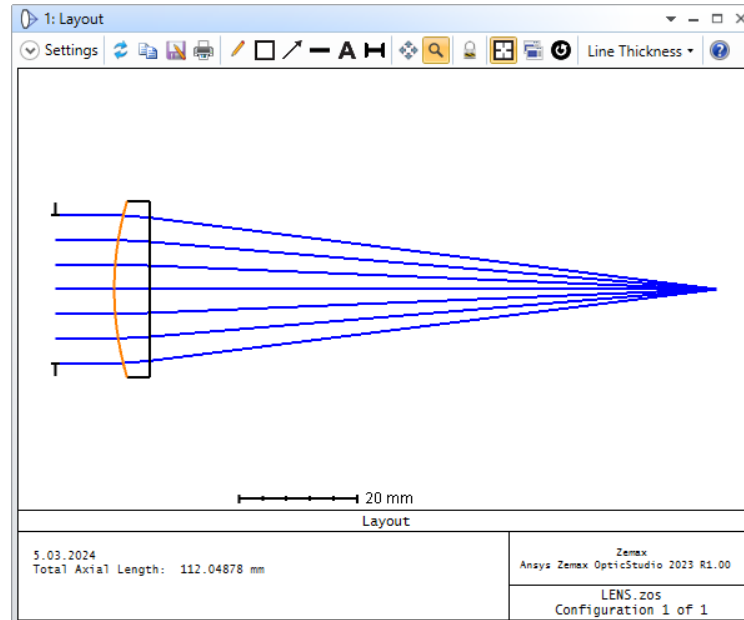 1: Layout
Settings
Line Thickness
20 mm
Layout
5.03.2024
Total Axial Length: 112.04878 mm
Zemax
Ansys Zemax OpticStudio 2023 R1.00
LENS.zos
Configuration 1 of 1